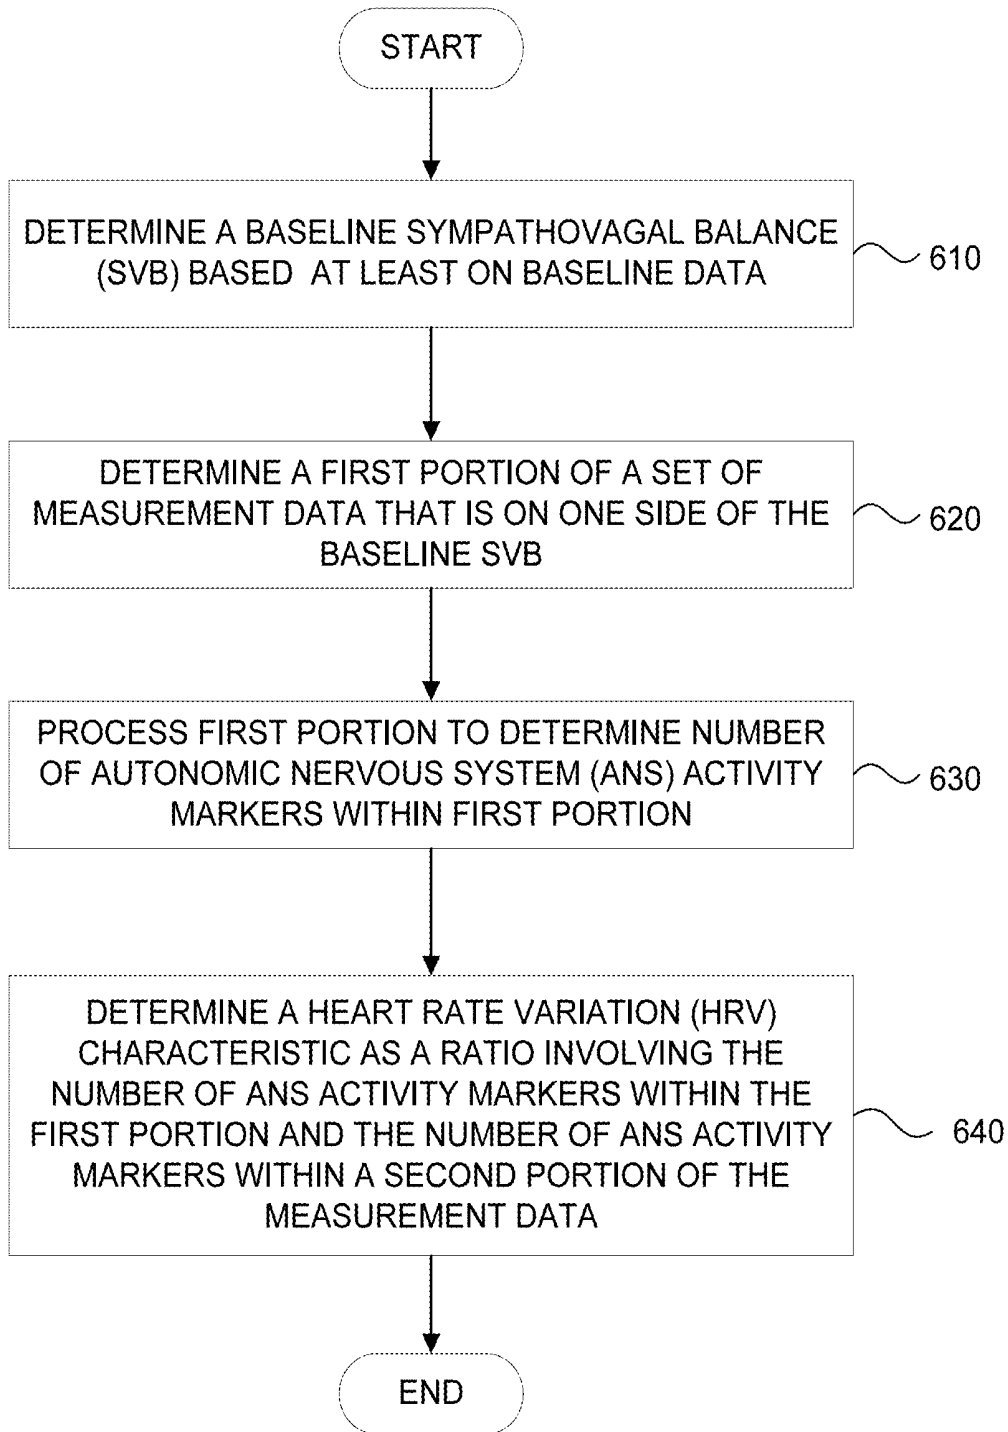 START
DETERMINE A BASELINE SYMPATHOVAGAL BALANCE
(SVB) BASED AT LEAST ON BASELINE DATA
610
DETERMINE A FIRST PORTION OF A SET OF
MEASUREMENT DATA THAT IS ON ONE SIDE OF THE
BASELINE SVB
620
PROCESS FIRST PORTION TO DETERMINE NUMBER
OF AUTONOMIC NERVOUS SYSTEM (ANS) ACTIVITY
MARKERS WITHIN FIRST PORTION
630
DETERMINE A HEART RATE VARIATION (HRV)
CHARACTERISTIC AS A RATIO INVOLVING THE
NUMBER OF ANS ACTIVITY MARKERS WITHIN THE
FIRST PORTION AND THE NUMBER OF ANS ACTIVITY
MARKERS WITHIN A SECOND PORTION OF THE
MEASUREMENT DATA
640
END